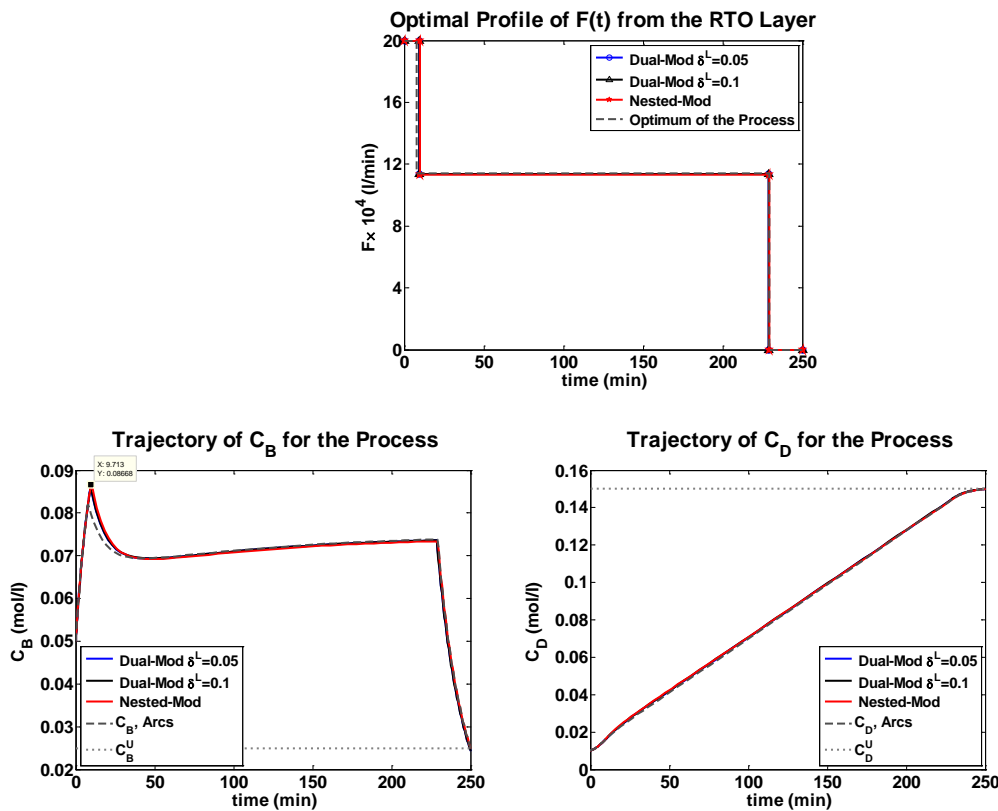 Optimal Profile of F(t) from the RTO Layer
20
16
12
8
4
0
F× 10⁴ (l/min)
Dual-Mod δᴸ=0.05
Dual-Mod δᴸ=0.1
Nested-Mod
Optimum of the Process
0 50 100 150 200 250
time (min)
Trajectory of C_B for the Process
0.09
0.08
0.07
0.06
0.05
0.04
0.03
0.02
C_B (mol/l)
X: 9.713
Y: 0.08668
Dual-Mod δᴸ=0.05
Dual-Mod δᴸ=0.1
Nested-Mod
C_B, Arcs
C_B^U
0 50 100 150 200 250
time (min)
Trajectory of C_D for the Process
0.16
0.14
0.12
0.1
0.08
0.06
0.04
0.02
0
C_D (mol/l)
Dual-Mod δᴸ=0.05
Dual-Mod δᴸ=0.1
Nested-Mod
C_D, Arcs
C_D^U
0 50 100 150 200 250
time (min)